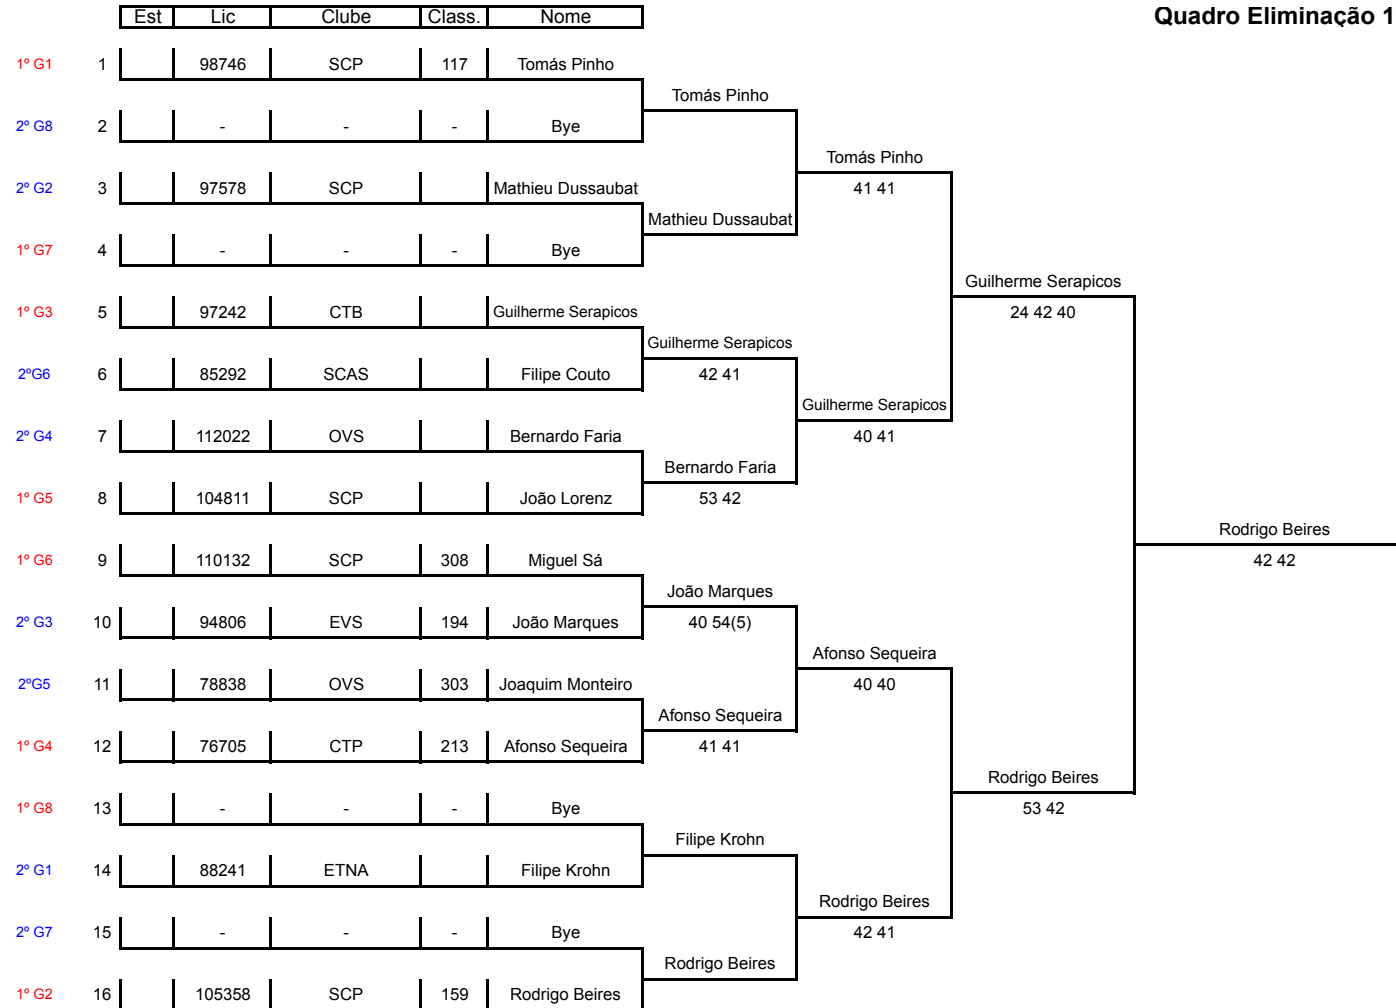 Est Lic Clube Class. Nome Quadro Eliminação 1
1º G1 1 98746 SCP 117 Tomás Pinho
Tomás Pinho
2º G8 2 - - - Bye
Tomás Pinho
2º G2 3 97578 SCP Mathieu Dussaubat 41 41
Mathieu Dussaubat
1º G7 4 - - - Bye
Guilherme Serapicos
1º G3 5 97242 CTB Guilherme Serapicos 24 42 40
Guilherme Serapicos
2ºG6 6 85292 SCAS Filipe Couto 42 41
Guilherme Serapicos
2º G4 7 112022 OVS Bernardo Faria 40 41
Bernardo Faria
1º G5 8 104811 SCP João Lorenz 53 42
Rodrigo Beires
1º G6 9 110132 SCP 308 Miguel Sá 42 42
João Marques
2º G3 10 94806 EVS 194 João Marques 40 54(5)
Afonso Sequeira
2ºG5 11 78838 OVS 303 Joaquim Monteiro 40 40
Afonso Sequeira
1º G4 12 76705 CTP 213 Afonso Sequeira 41 41
Rodrigo Beires
1º G8 13 - - - Bye 53 42
Filipe Krohn
2º G1 14 88241 ETNA Filipe Krohn
Rodrigo Beires
2º G7 15 - - - Bye 42 41
Rodrigo Beires
1º G2 16 105358 SCP 159 Rodrigo Beires